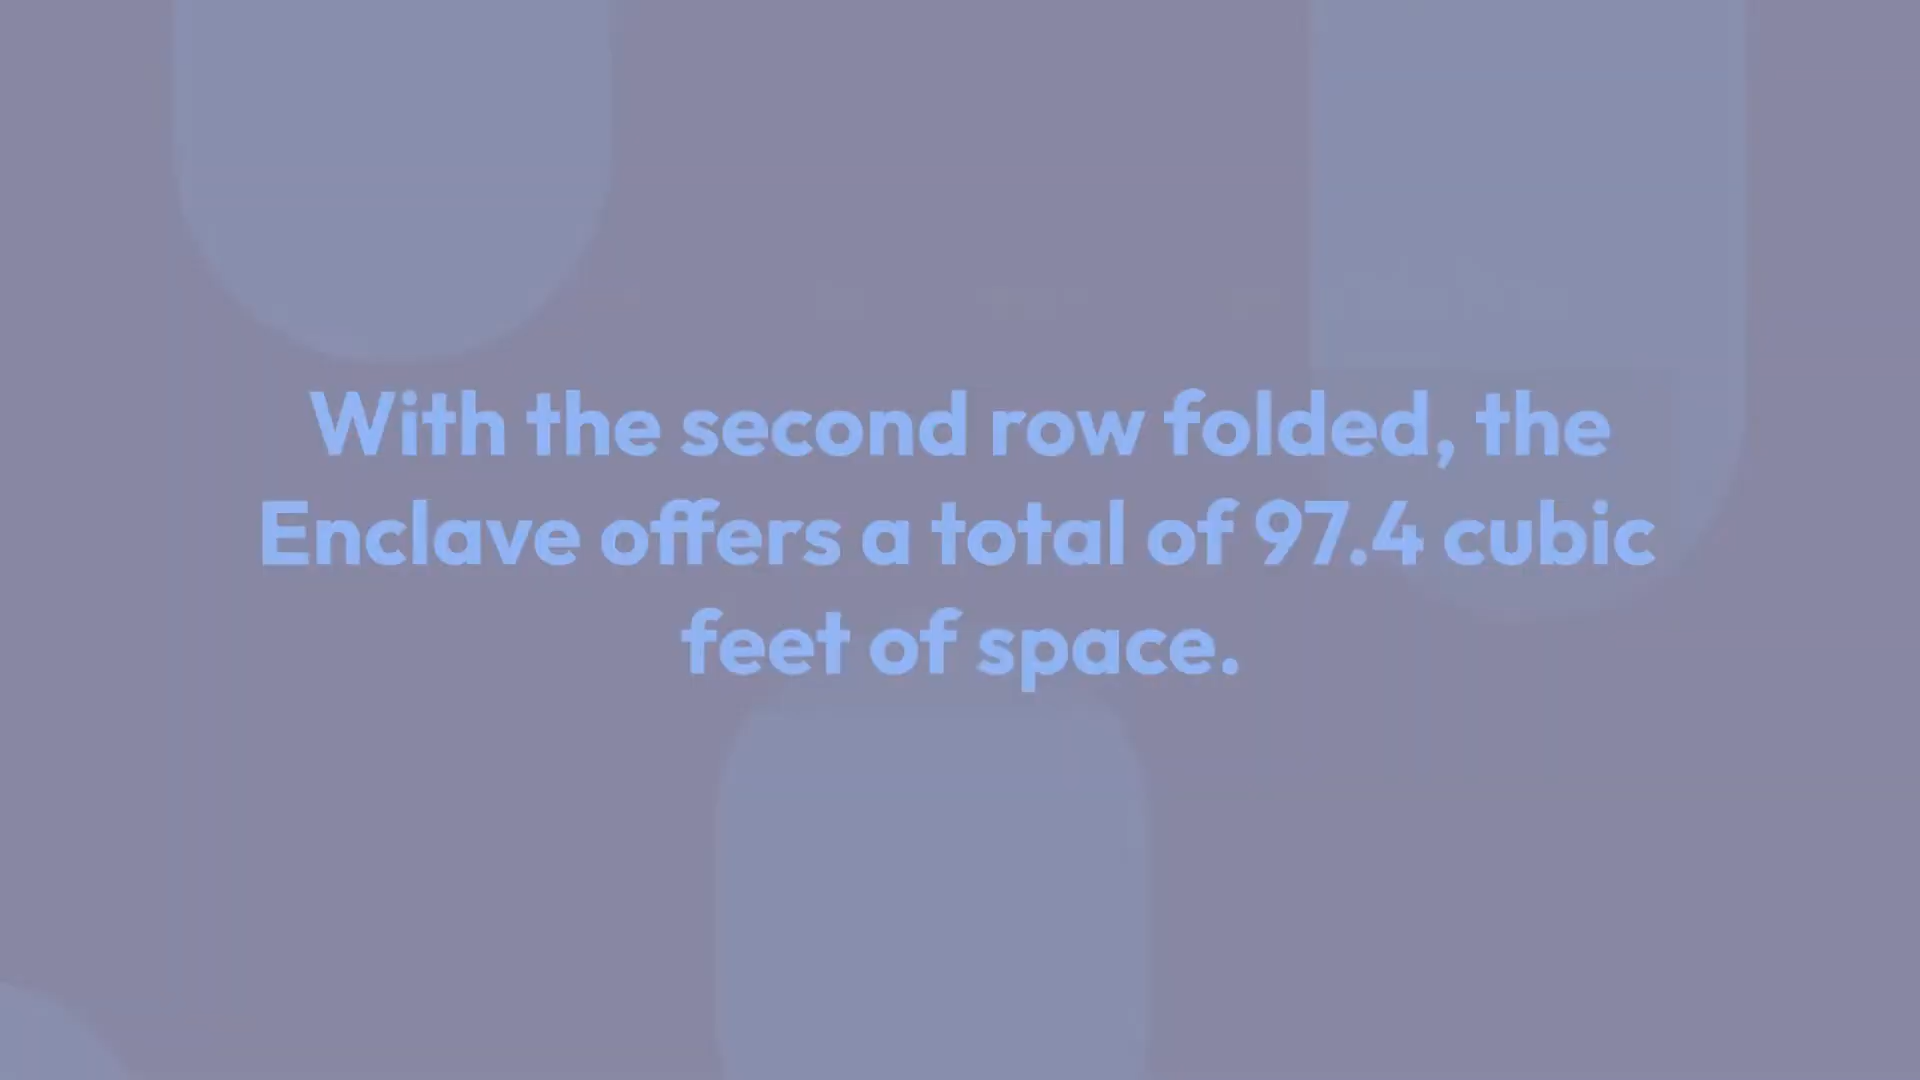 With the second row folded, the
Enclave offers a total of 97.4 cubic
feet of space.